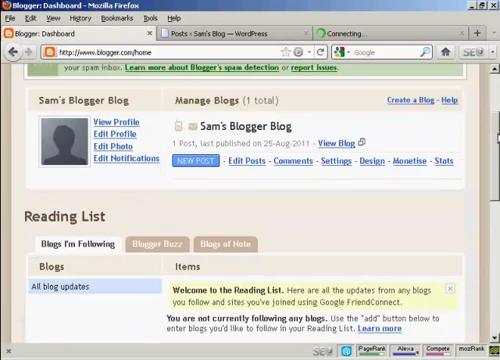 Blogger: Dashboard - Mozilla Firefox
File Edit View History Bookmarks Tools Help
Blogger: Dashboard
Posts ‹ Sam's Blog — WordPress
Connecting...
http://www.blogger.com/home
Google
your spam inbox. Learn more about Blogger's spam detection or report issues.
Sam's Blogger Blog
Manage Blogs (1 total)
Create a Blog - Help
View Profile
Edit Profile
Edit Photo
Edit Notifications
Sam's Blogger Blog
1 Post, last published on 25-Aug-2011 - View Blog
NEW POST - Edit Posts - Comments - Settings - Design - Monetise - Stats
Reading List
Blogs I'm Following
Blogger Buzz
Blogs of Note
Blogs
Items
All blog updates
Welcome to the Reading List. Here are all the updates from any blogs
you follow and sites you've joined using Google FriendConnect.
You are not currently following any blogs. Use the "add" button below to
enter blogs you'd like to follow in your Reading List. Learn more
PageRank
Alexa
Compete
mozRank